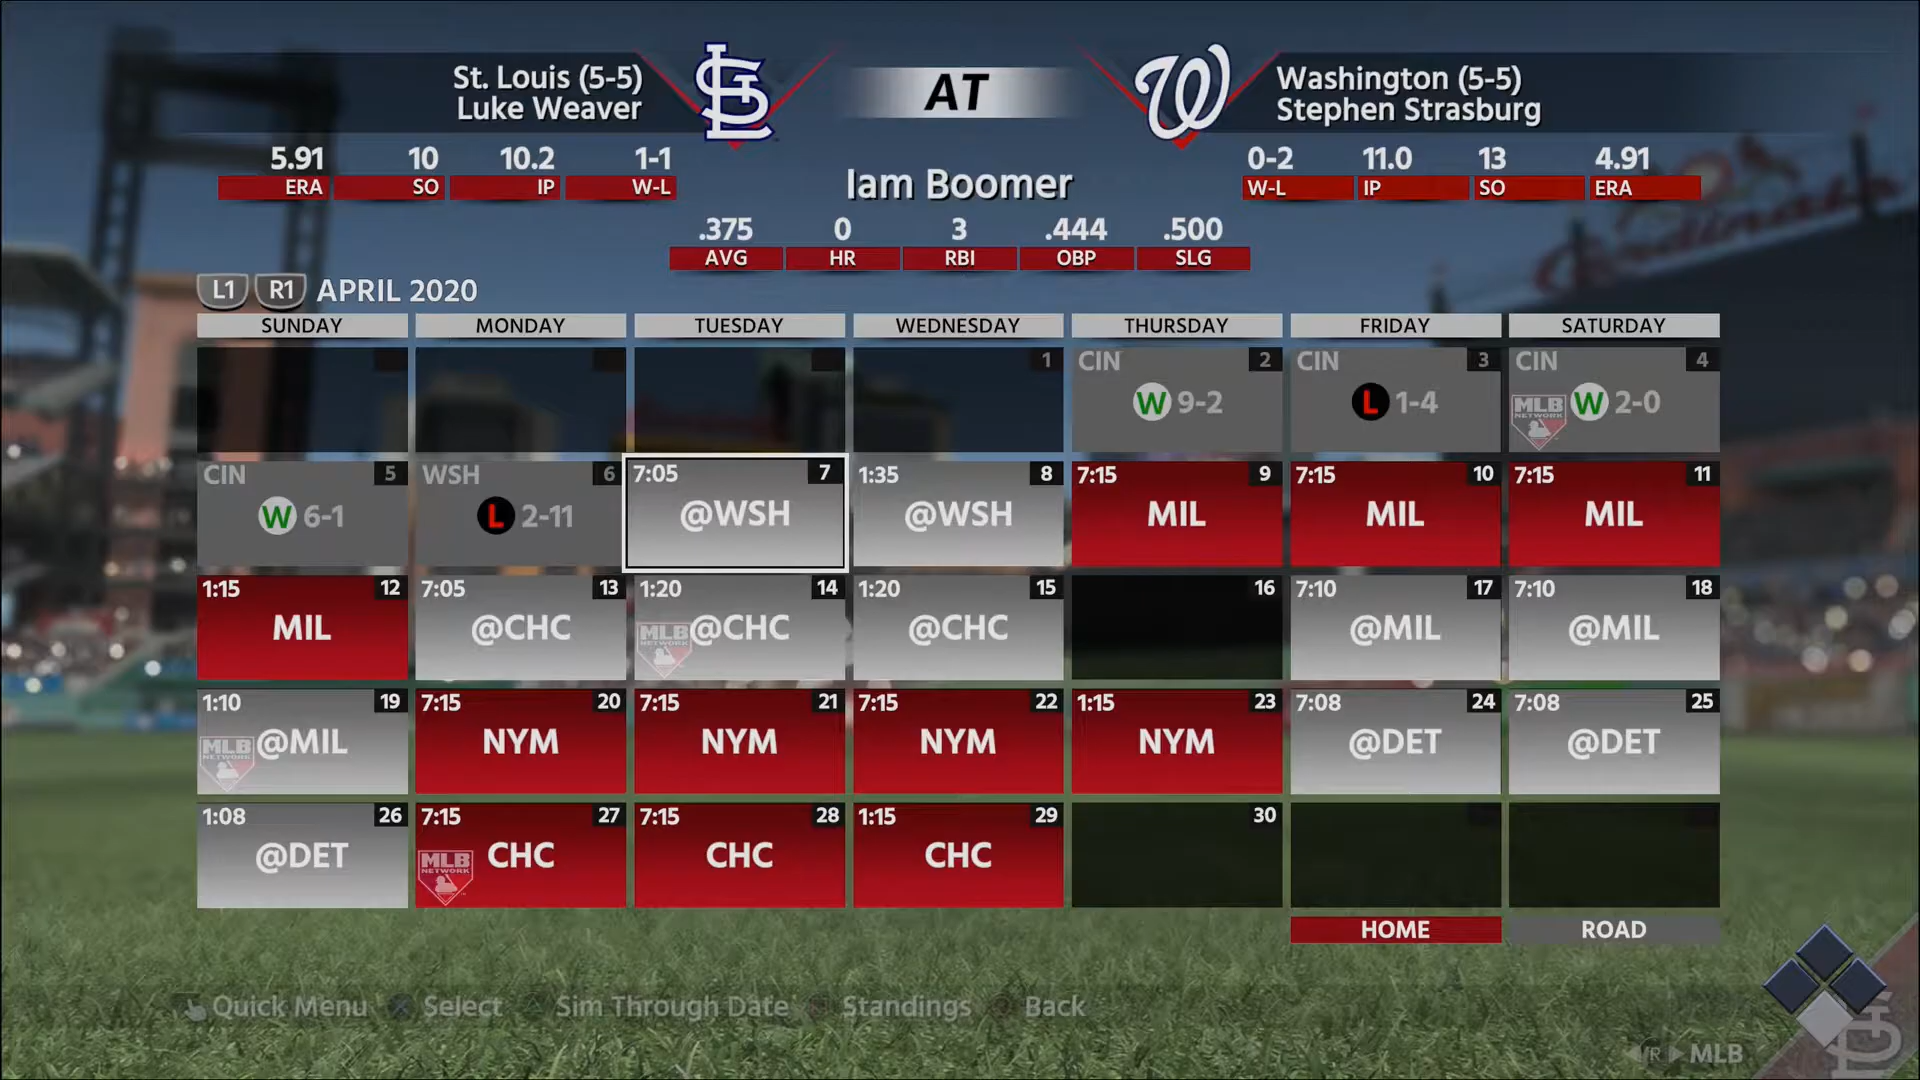 St. Louis (5-5)
Luke Weaver
AT
Washington (5-5)
Stephen Strasburg
5.91 10 10.2 1-1
ERA SO IP W-L
0-2 11.0 13 4.91
W-L IP SO ERA
Iam Boomer
.375 0 3 .444 .500
AVG HR RBI OBP SLG
L1 R1 APRIL 2020
SUNDAY MONDAY TUESDAY WEDNESDAY THURSDAY FRIDAY SATURDAY
1
CIN 2
W 9-2
CIN 3
L 1-4
CIN 4
MLB NETWORK W 2-0
CIN 5
W 6-1
WSH 6
L 2-11
7:05 7
@WSH
1:35 8
@WSH
7:15 9
MIL
7:15 10
MIL
7:15 11
MIL
1:15 12
MIL
7:05 13
@CHC
1:20 14
MLB NETWORK @CHC
1:20 15
@CHC
16
7:10 17
@MIL
7:10 18
@MIL
1:10 19
MLB NETWORK @MIL
7:15 20
NYM
7:15 21
NYM
7:15 22
NYM
1:15 23
NYM
7:08 24
@DET
7:08 25
@DET
1:08 26
@DET
7:15 27
MLB NETWORK CHC
7:15 28
CHC
1:15 29
CHC
30
HOME ROAD
Quick Menu Select Sim Through Date Standings Back
R MLB